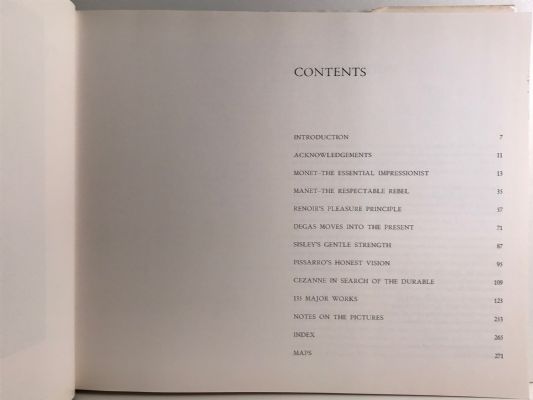 CONTENTS
INTRODUCTION 7
ACKNOWLEDGEMENTS 11
MONET–THE ESSENTIAL IMPRESSIONIST 13
MANET–THE RESPECTABLE REBEL 35
RENOIR'S PLEASURE PRINCIPLE 57
DEGAS MOVES INTO THE PRESENT 71
SISLEY'S GENTLE STRENGTH 87
PISSARRO'S HONEST VISION 95
CEZANNE IN SEARCH OF THE DURABLE 109
135 MAJOR WORKS 123
NOTES ON THE PICTURES 253
INDEX 265
MAPS 271